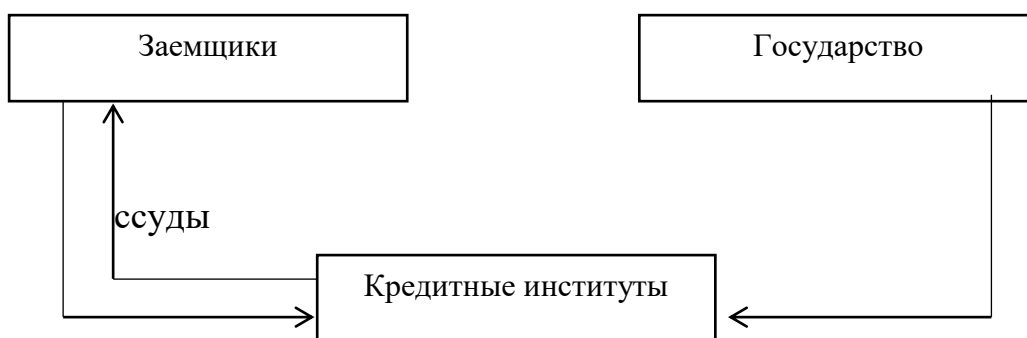 Заемщики
Государство
ссуды
Кредитные институты